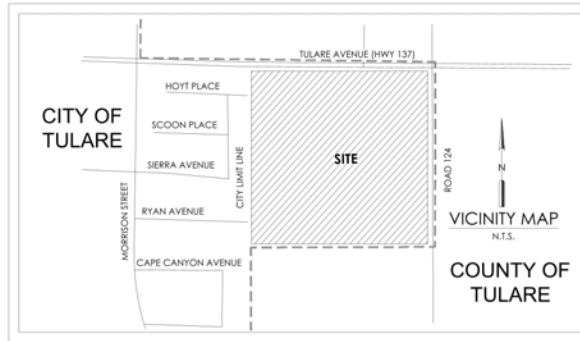 TULARE AVENUE (HWY 137)
HOYT PLACE
CITY OF
TULARE
SCOON PLACE
SIERRA AVENUE
CITY LIMIT LINE
SITE
ROAD 124
N
MORRISON STREET
RYAN AVENUE
VICINITY MAP
N.T.S.
CAPE CANYON AVENUE
COUNTY OF
TULARE